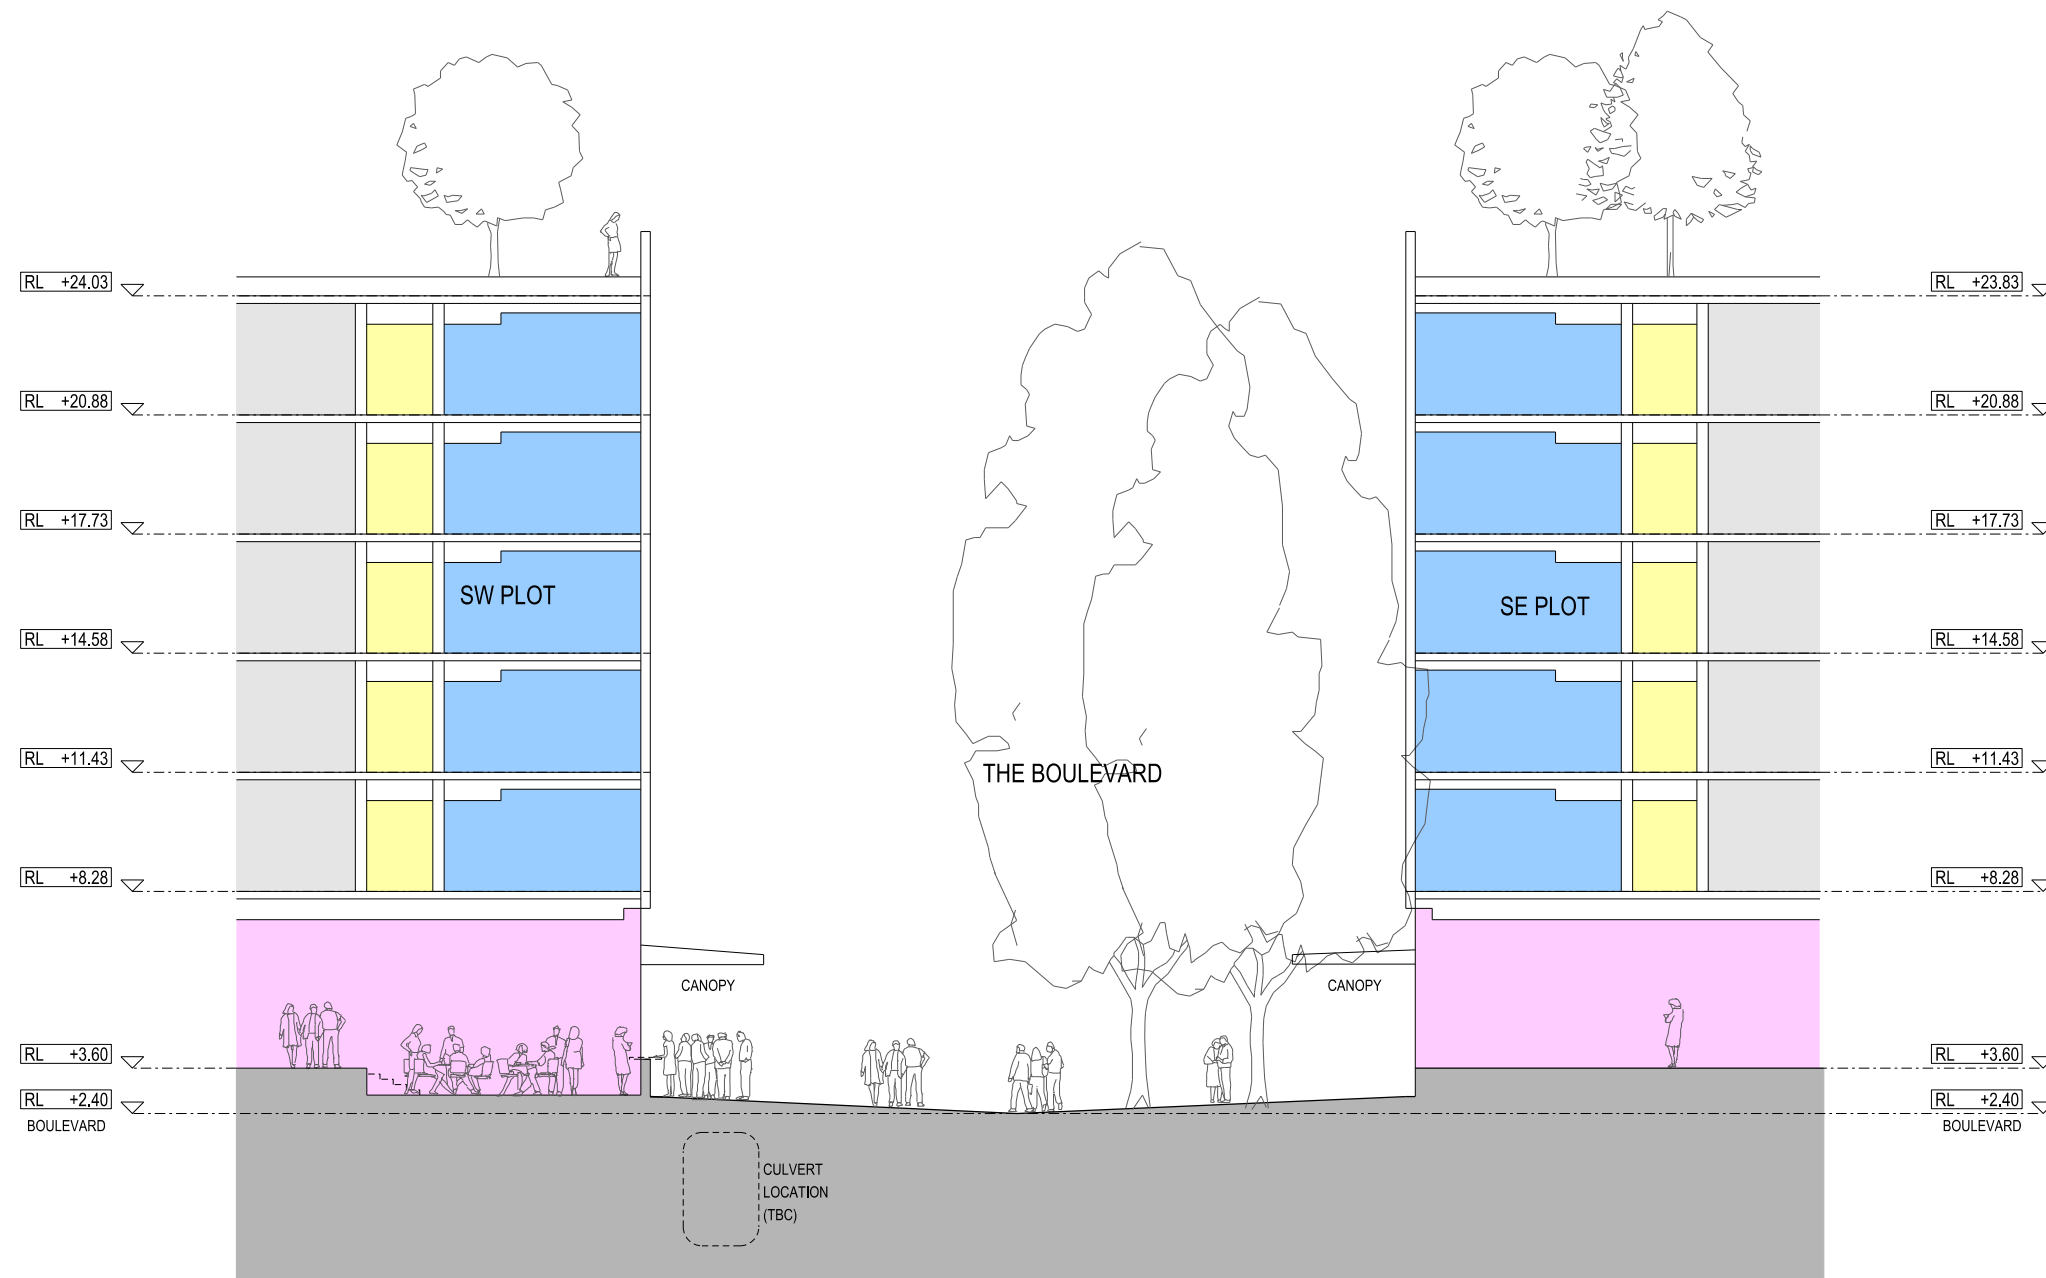 RL +24.03
RL +23.83
RL +20.88
RL +20.88
RL +17.73
RL +17.73
SW PLOT
SE PLOT
RL +14.58
RL +14.58
RL +11.43
RL +11.43
THE BOULEVARD
RL +8.28
RL +8.28
CANOPY
CANOPY
RL +3.60
RL +3.60
RL +2.40
RL +2.40
BOULEVARD
BOULEVARD
CULVERT
LOCATION
(TBC)